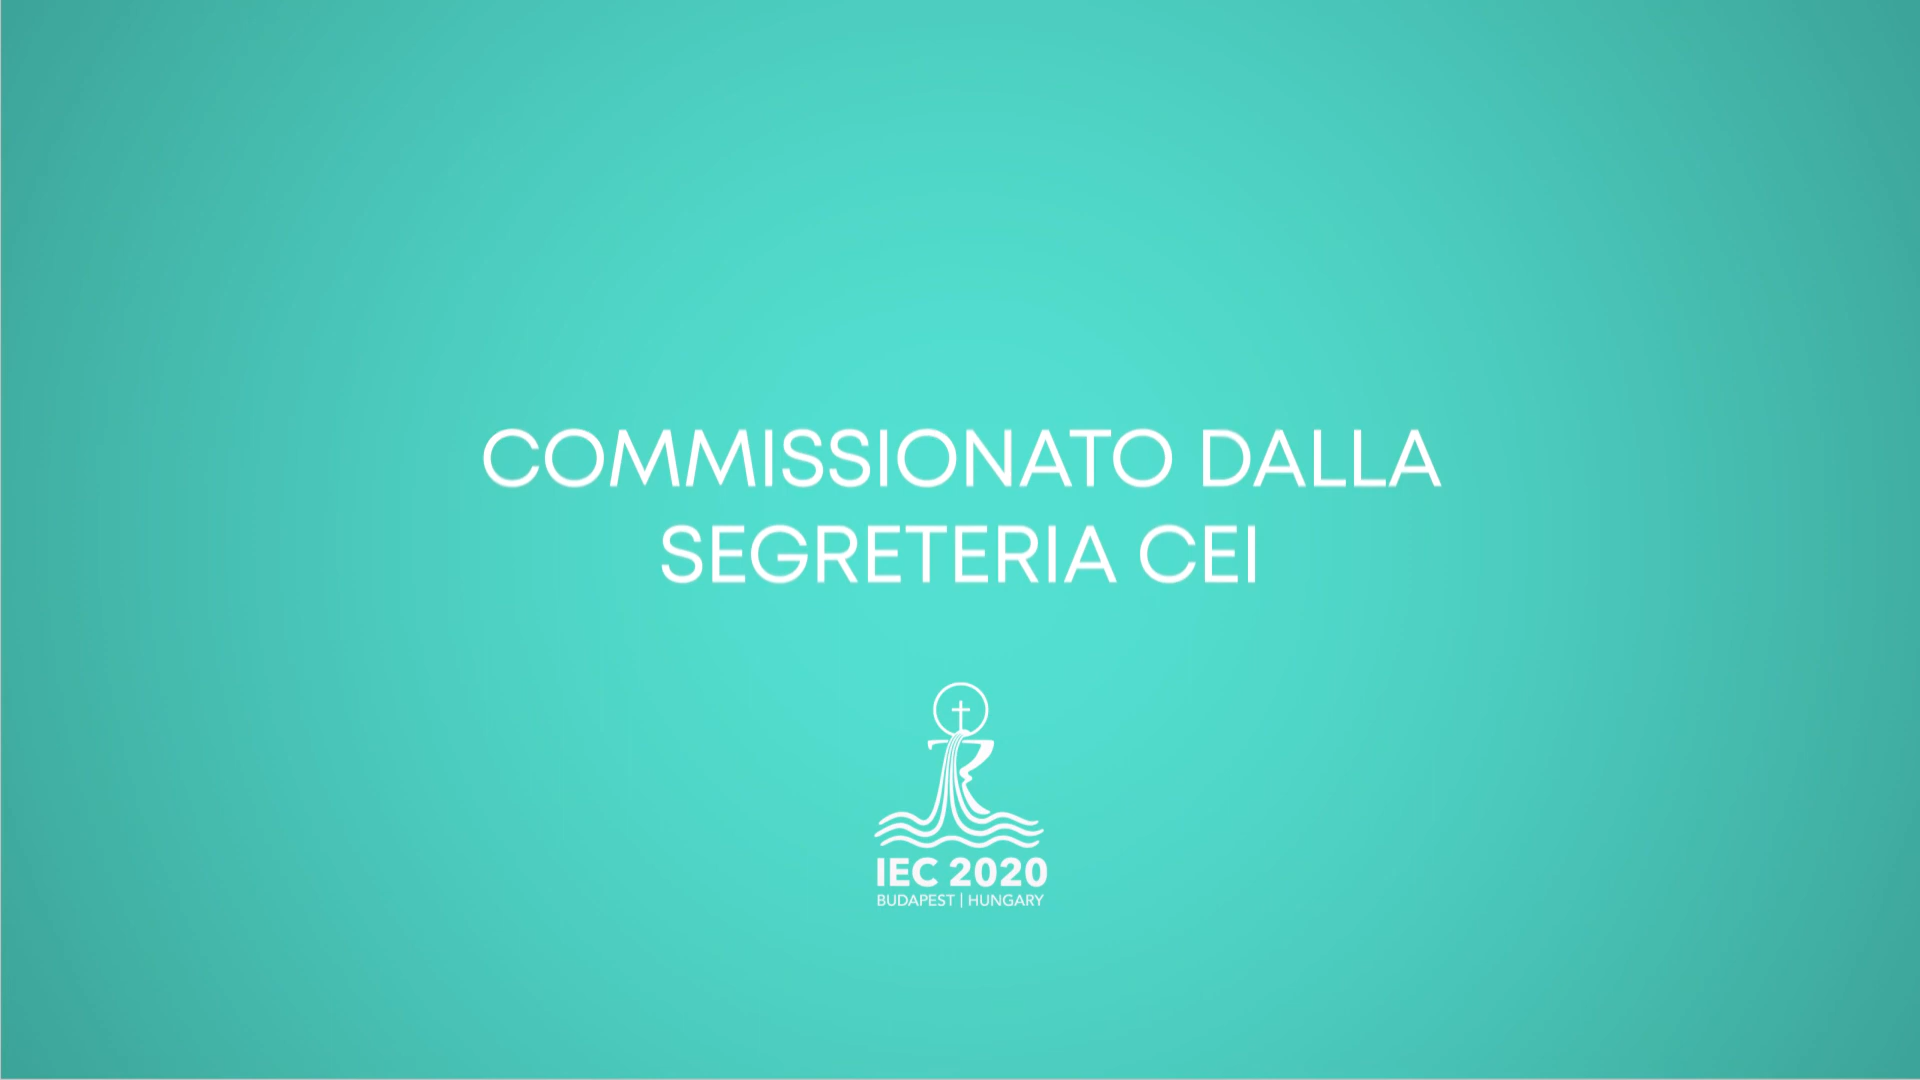 COMMISSIONATO DALLA
SEGRETERIA CEI
IEC 2020
BUDAPEST | HUNGARY